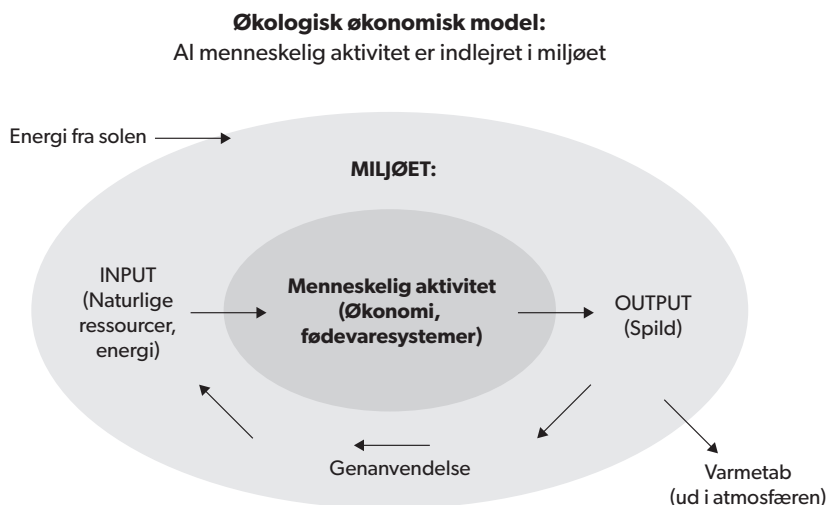 Økologisk økonomisk model:
Al menneskelig aktivitet er indlejret i miljøet
Energi fra solen
MILJØET:
INPUT
(Naturlige
ressourcer,
energi)
Menneskelig aktivitet
(Økonomi,
fødevaresystemer)
OUTPUT
(Spild)
Genanvendelse
Varmetab
(ud i atmosfæren)